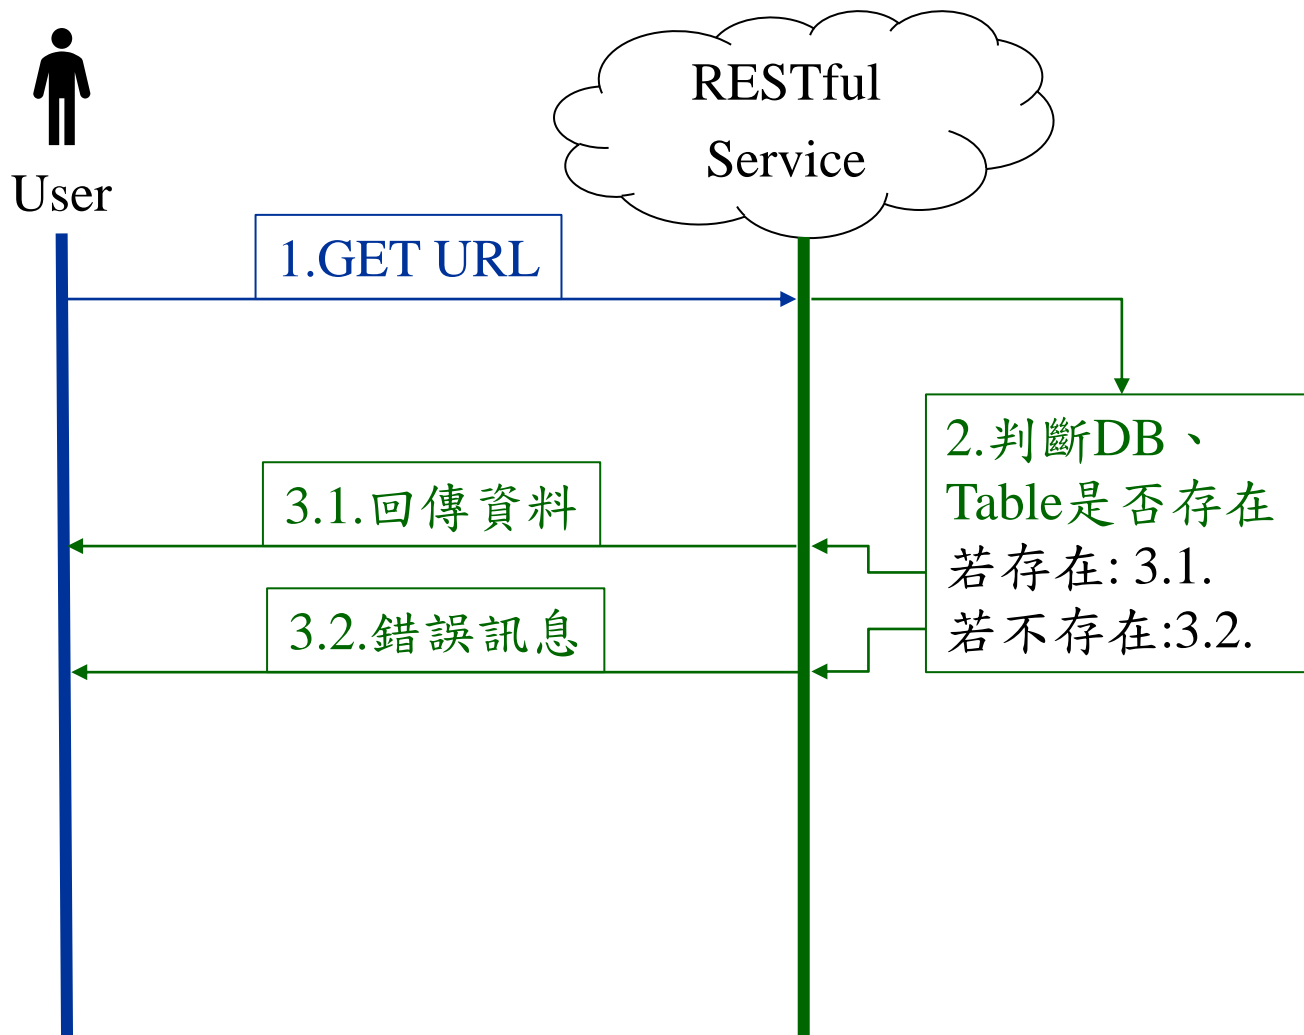 RESTful
Service
User
1.GET URL
2.判斷DB、
Table是否存在
若存在: 3.1.
若不存在:3.2.
3.1.回傳資料
3.2.錯誤訊息